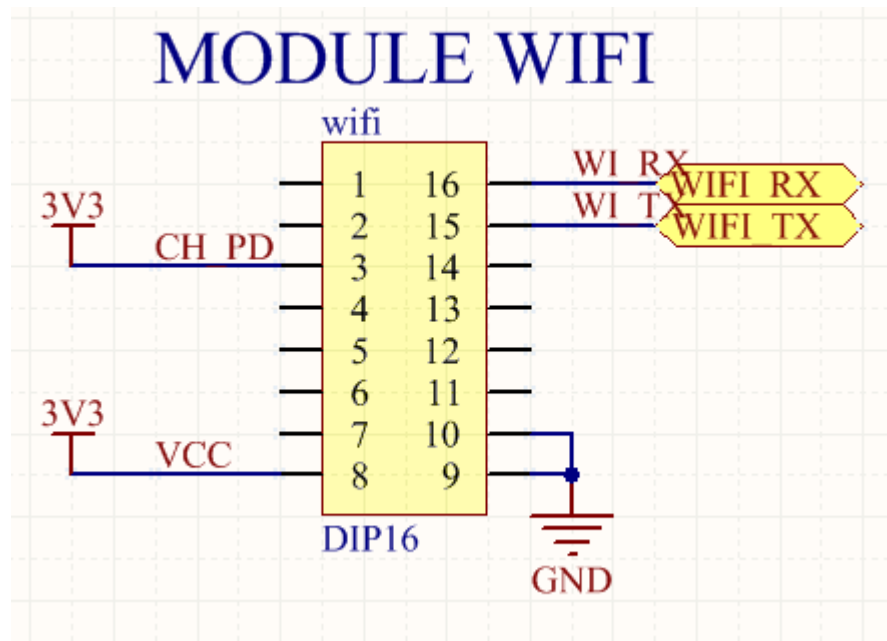 MODULE WIFI
wifi
1 16 WI_RX WIFI_RX
3V3 2 15 WI_TX WIFI_TX
CH_PD 3 14
4 13
5 12
6 11
3V3 7 10
VCC 8 9
DIP16
GND